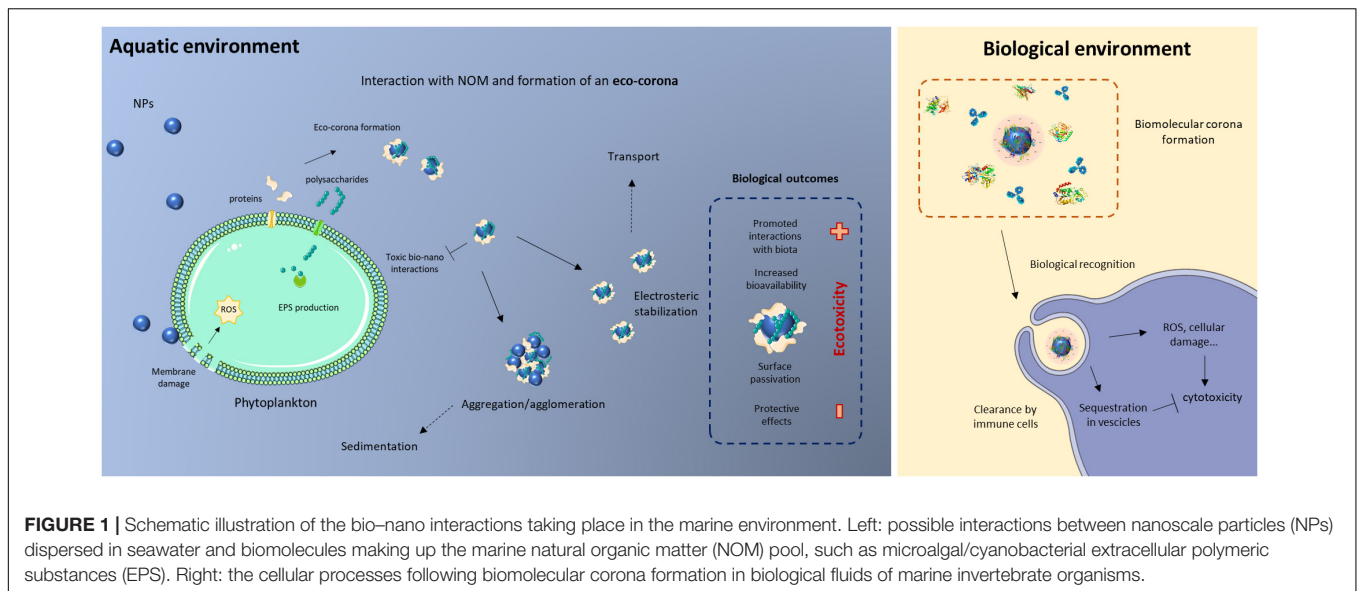 Aquatic environment
Interaction with NOM and formation of an eco-corona
NPs
Eco-corona formation
polysaccharides
proteins
Toxic bio-nano
interactions
EPS production
ROS
Membrane
damage
Phytoplankton
Transport
Electrosteric
stabilization
Aggregation/agglomeration
Sedimentation
Biological outcomes
Promoted
interactions
with biota
Increased
bioavailability
Surface
passivation
Protective
effects
Ecotoxicity
Biological environment
Biomolecular corona
formation
Biological recognition
ROS, cellular
damage...
cytotoxicity
Sequestration
in vesicles
Clearance by
immune cells
FIGURE 1 | Schematic illustration of the bio–nano interactions taking place in the marine environment. Left: possible interactions between nanoscale particles (NPs)
dispersed in seawater and biomolecules making up the marine natural organic matter (NOM) pool, such as microalgal/cyanobacterial extracellular polymeric
substances (EPS). Right: the cellular processes following biomolecular corona formation in biological fluids of marine invertebrate organisms.